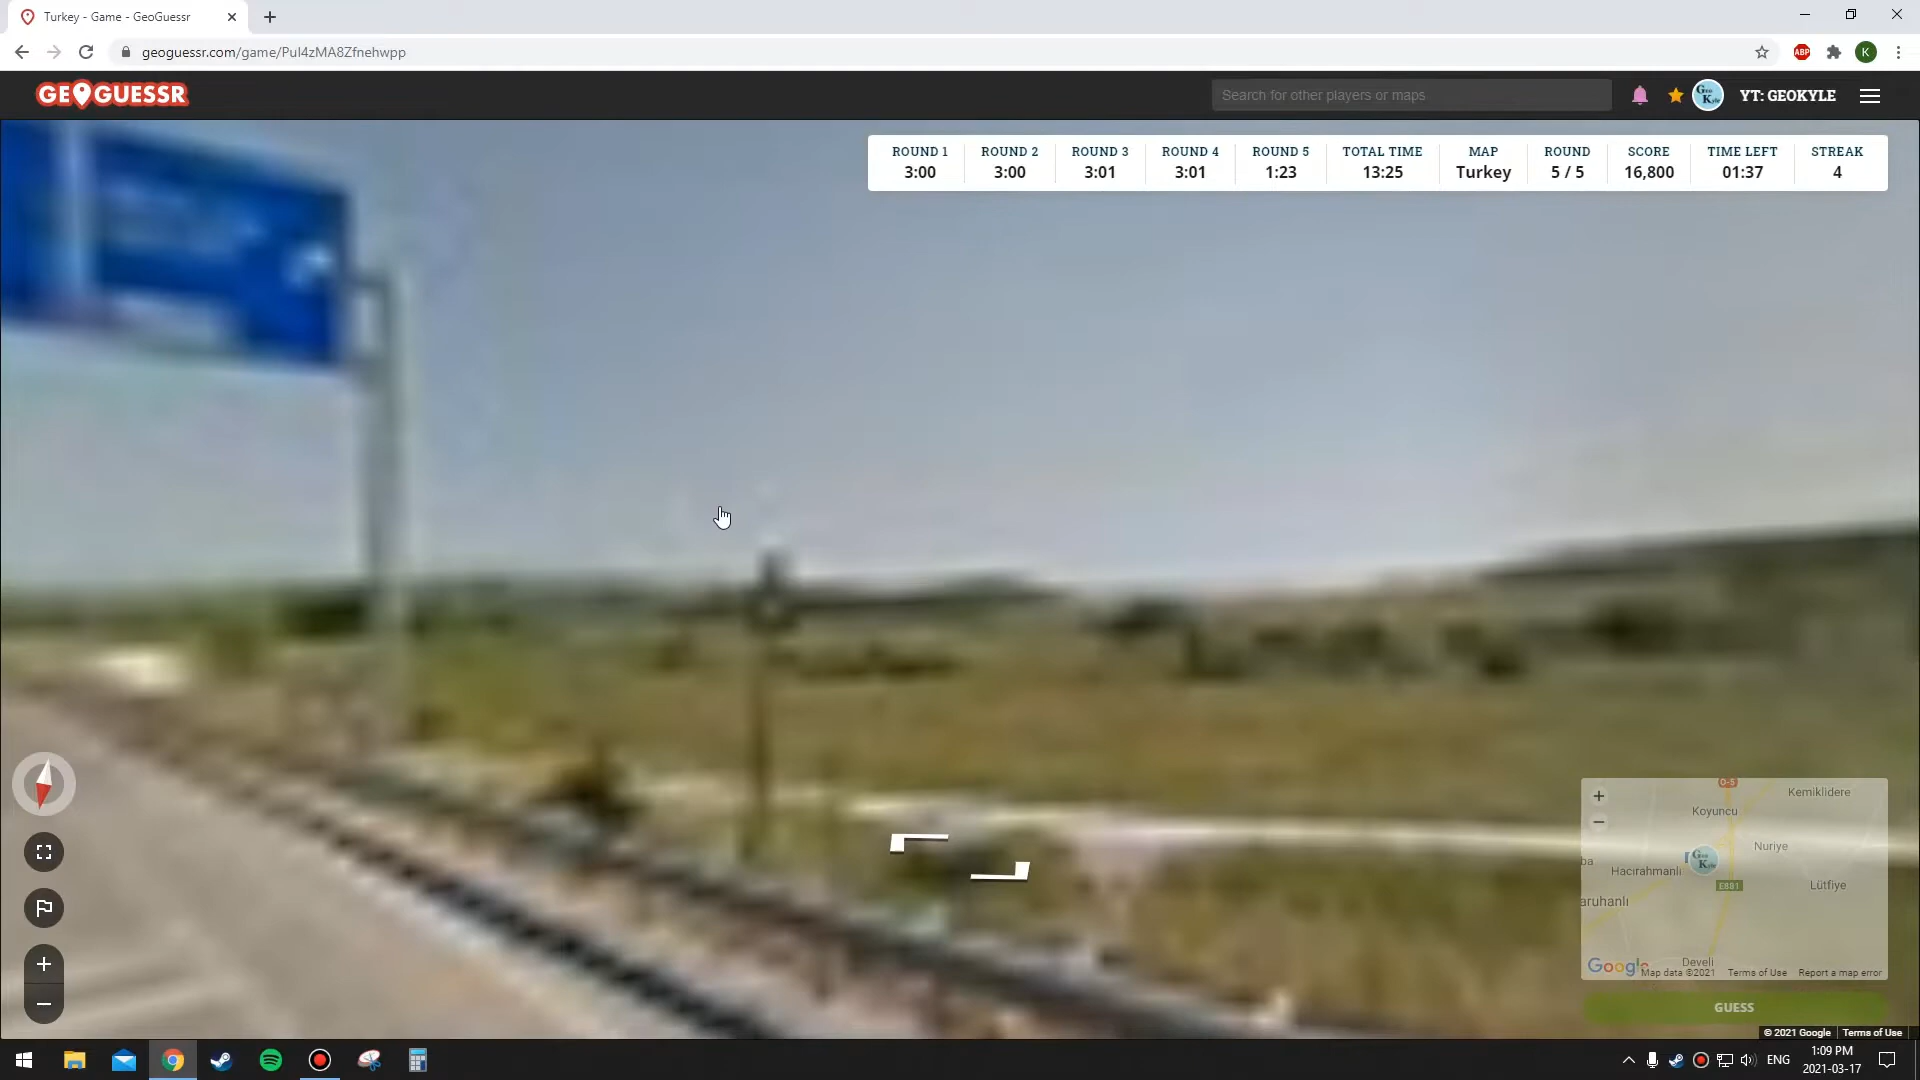 Turkey - Game - GeoGuessr
geoguessr.com/game/Pul4zMA8Zfnehwpp
ABP
K
GEOGUESSR
Search for other players or maps
YT: GEOKYLE
ROUND 1
3:00
ROUND 2
3:00
ROUND 3
3:01
ROUND 4
3:01
ROUND 5
1:23
TOTAL TIME
13:25
MAP
Turkey
ROUND
5 / 5
SCORE
16,800
TIME LEFT
01:37
STREAK
4
O-5
Kemiklidere
Koyuncu
Nuriye
Hacırahmanlı
E881
Lütfiye
aruhanlı
Develi
Google
Map data ©2021 Terms of Use Report a map error
GUESS
© 2021 Google Terms of Use
ENG
1:09 PM
2021-03-17